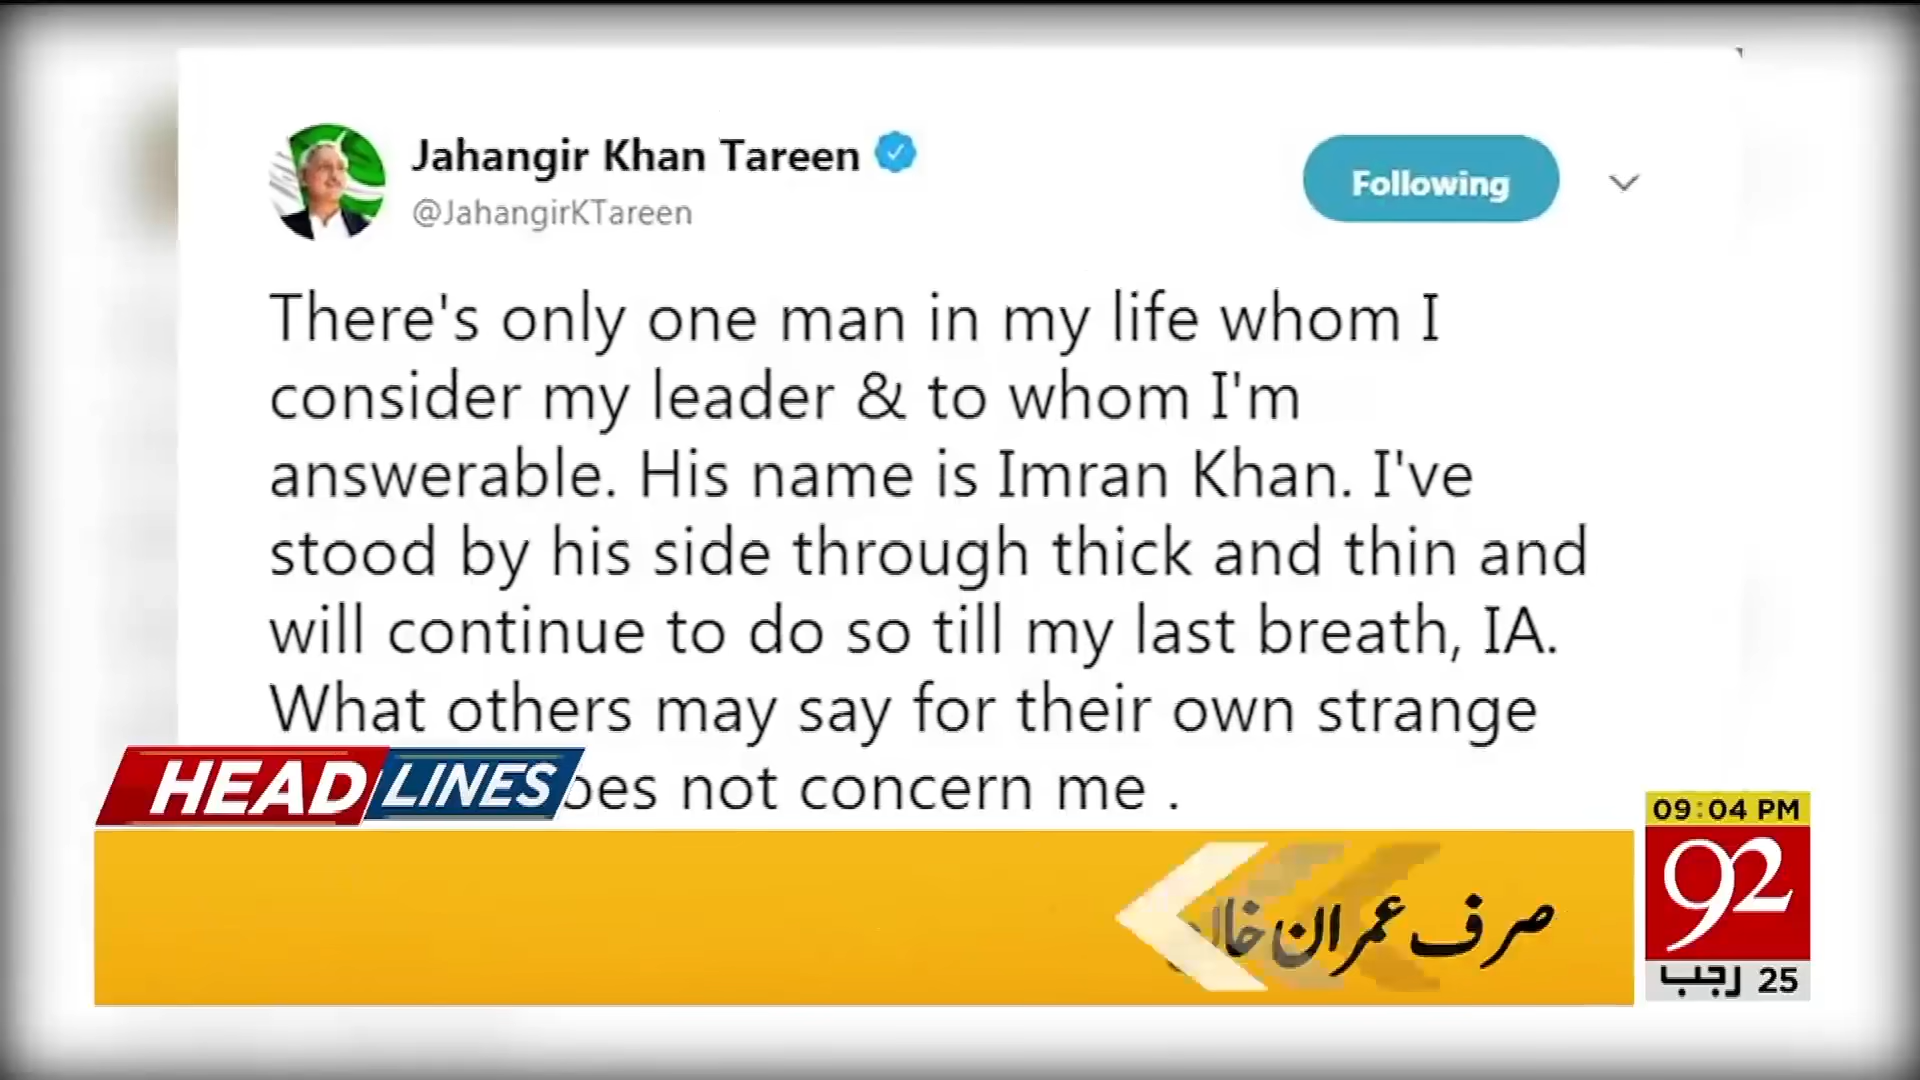 Jahangir Khan Tareen
@JahangirKTareen
Following
There's only one man in my life whom I
consider my leader & to whom I'm
answerable. His name is Imran Khan. I've
stood by his side through thick and thin and
will continue to do so till my last breath, IA.
What others may say for their own strange
not concern me .
HEADLINES
صرف عمران
09:04 PM
92
25 رجب